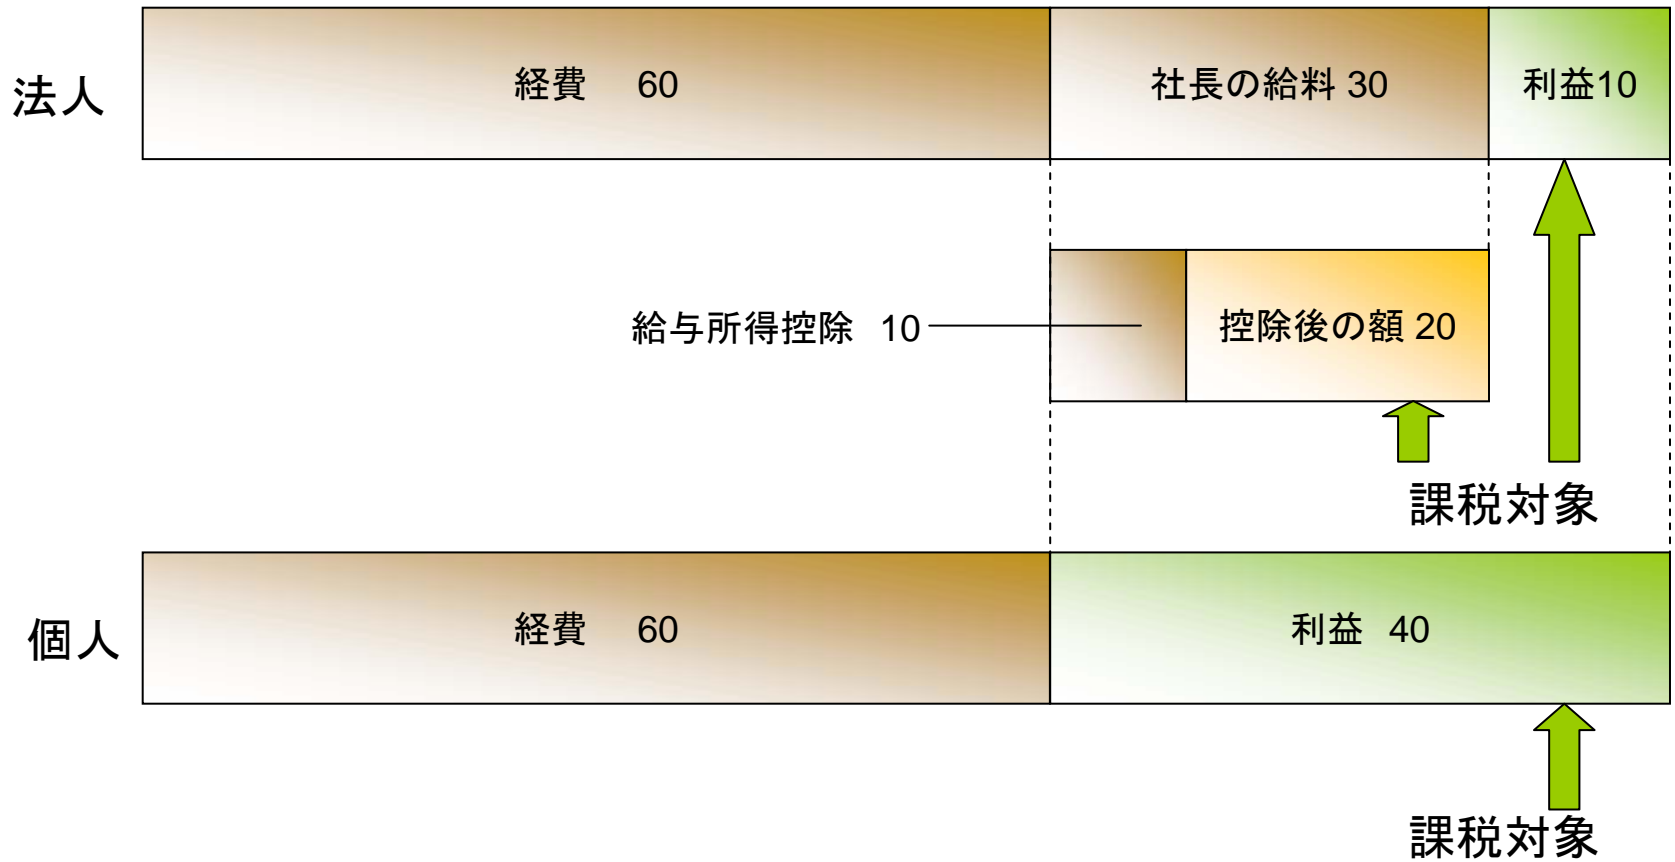 法人
経費 60
社長の給料 30
利益10
給与所得控除 10
控除後の額 20
課税対象
個人
経費 60
利益 40
課税対象